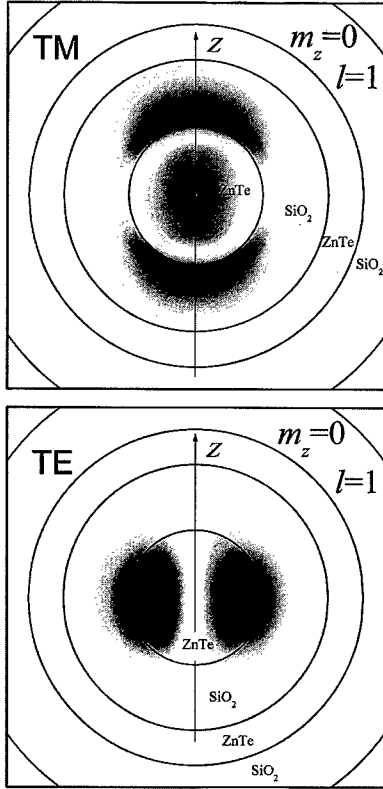 TM
Z
m_z=0
l=1
ZnTe
SiO₂
ZnTe
SiO₂
TE
Z
m_z=0
l=1
ZnTe
SiO₂
ZnTe
SiO₂